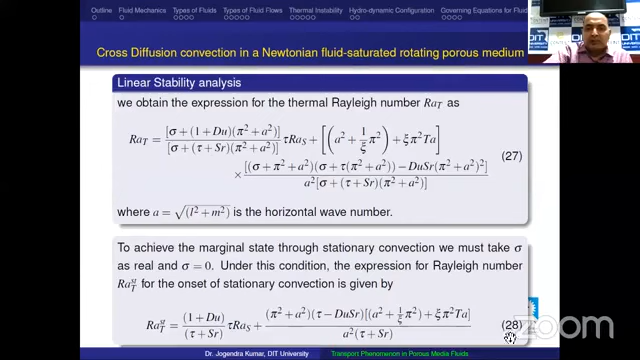 Outline Fluid Mechanics Types of Fluids Types of Fluid Flows Thermal Instability Hydro-dynamic Configuration Governing Equations for Fluid
Cross Diffusion convection in a Newtonian fluid-saturated rotating porous medium
Linear Stability analysis
we obtain the expression for the thermal Rayleigh number Ra_T as
Ra_T = [σ+(1+Du)(π²+a²)] / [σ+(τ+Sr)(π²+a²)] τRa_S + [(a²+1/ξ π²)+ξπ²Ta]
× [(σ+π²+a²)(σ+τ(π²+a²))−DuSr(π²+a²)²] / a²[σ+(τ+Sr)(π²+a²)] (27)
where a = √(l²+m²) is the horizontal wave number.
To achieve the marginal state through stationary convection we must take σ
as real and σ = 0. Under this condition, the expression for Rayleigh number
Ra_T^st for the onset of stationary convection is given by
Ra_T^st = (1+Du)/(τ+Sr) τRa_S + (π²+a²)(τ−DuSr)[(a²+1/ξ π²)+ξπ²Ta] / a²(τ+Sr) (28)
zoom
Dr. Jogendra Kumar, DIT University Transport Phenomenon in Porous Media Fluids